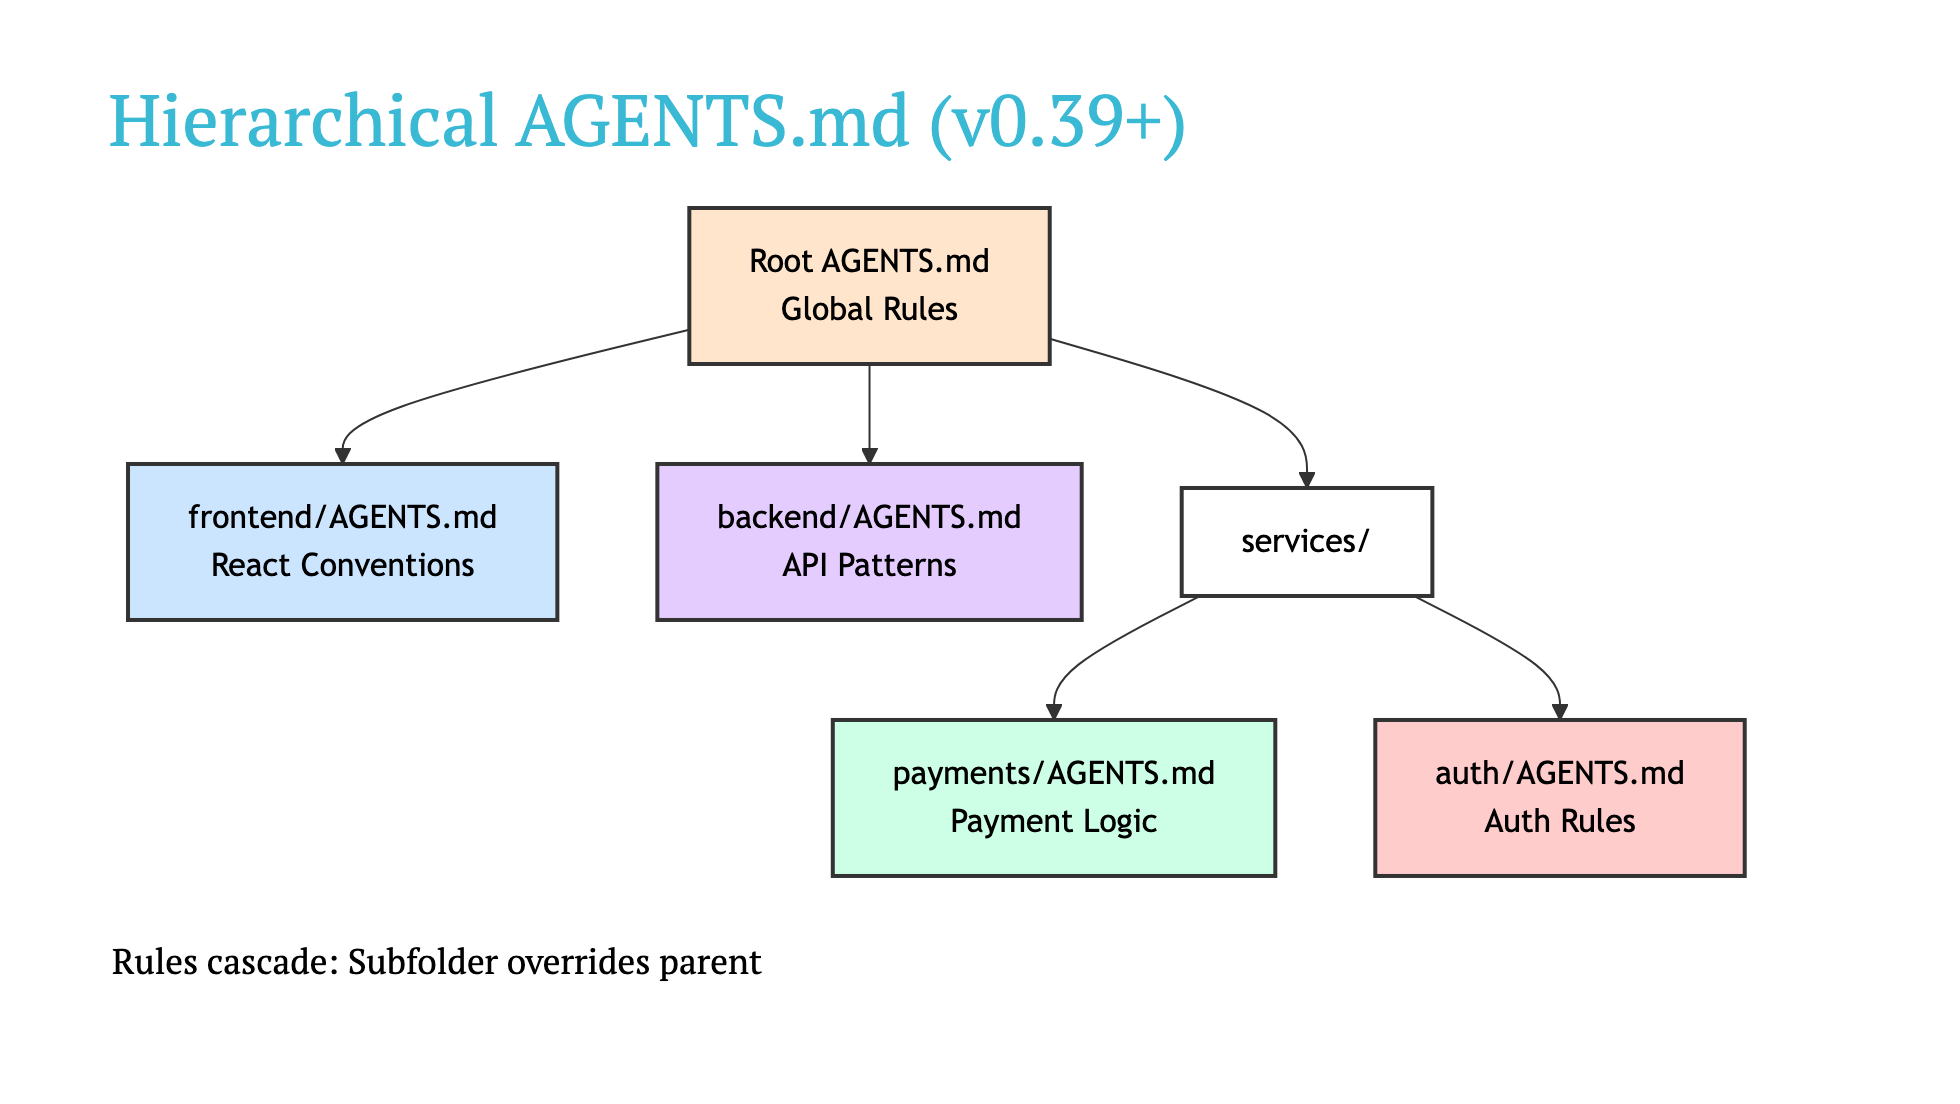 Hierarchical AGENTS.md (v0.39+)
Root AGENTS.md
Global Rules
frontend/AGENTS.md
React Conventions
backend/AGENTS.md
API Patterns
services/
payments/AGENTS.md
Payment Logic
auth/AGENTS.md
Auth Rules
Rules cascade: Subfolder overrides parent